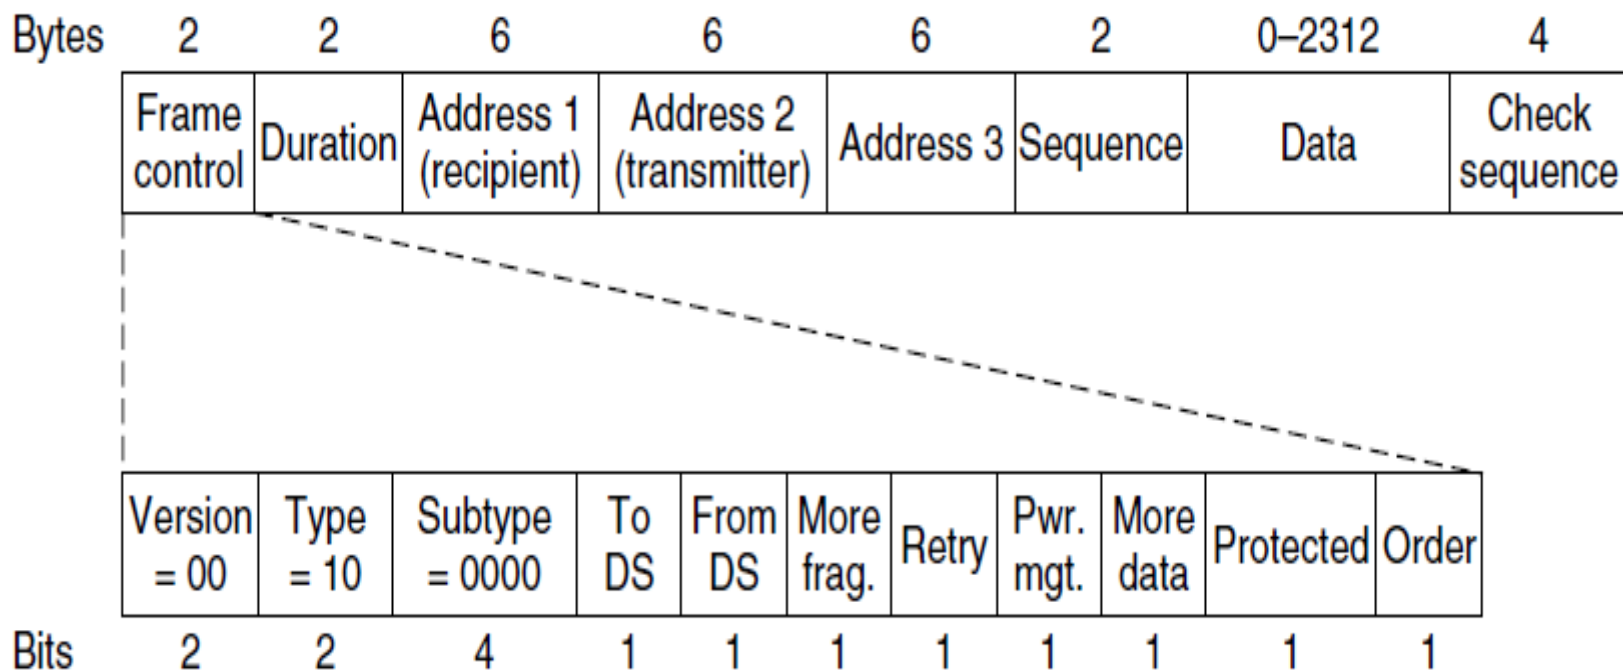 Bytes 2 2 6 6 6 2 0–2312 4
Frame control
Duration
Address 1 (recipient)
Address 2 (transmitter)
Address 3
Sequence
Data
Check sequence
Version = 00
Type = 10
Subtype = 0000
To DS
From DS
More frag.
Retry
Pwr. mgt.
More data
Protected
Order
Bits 2 2 4 1 1 1 1 1 1 1 1